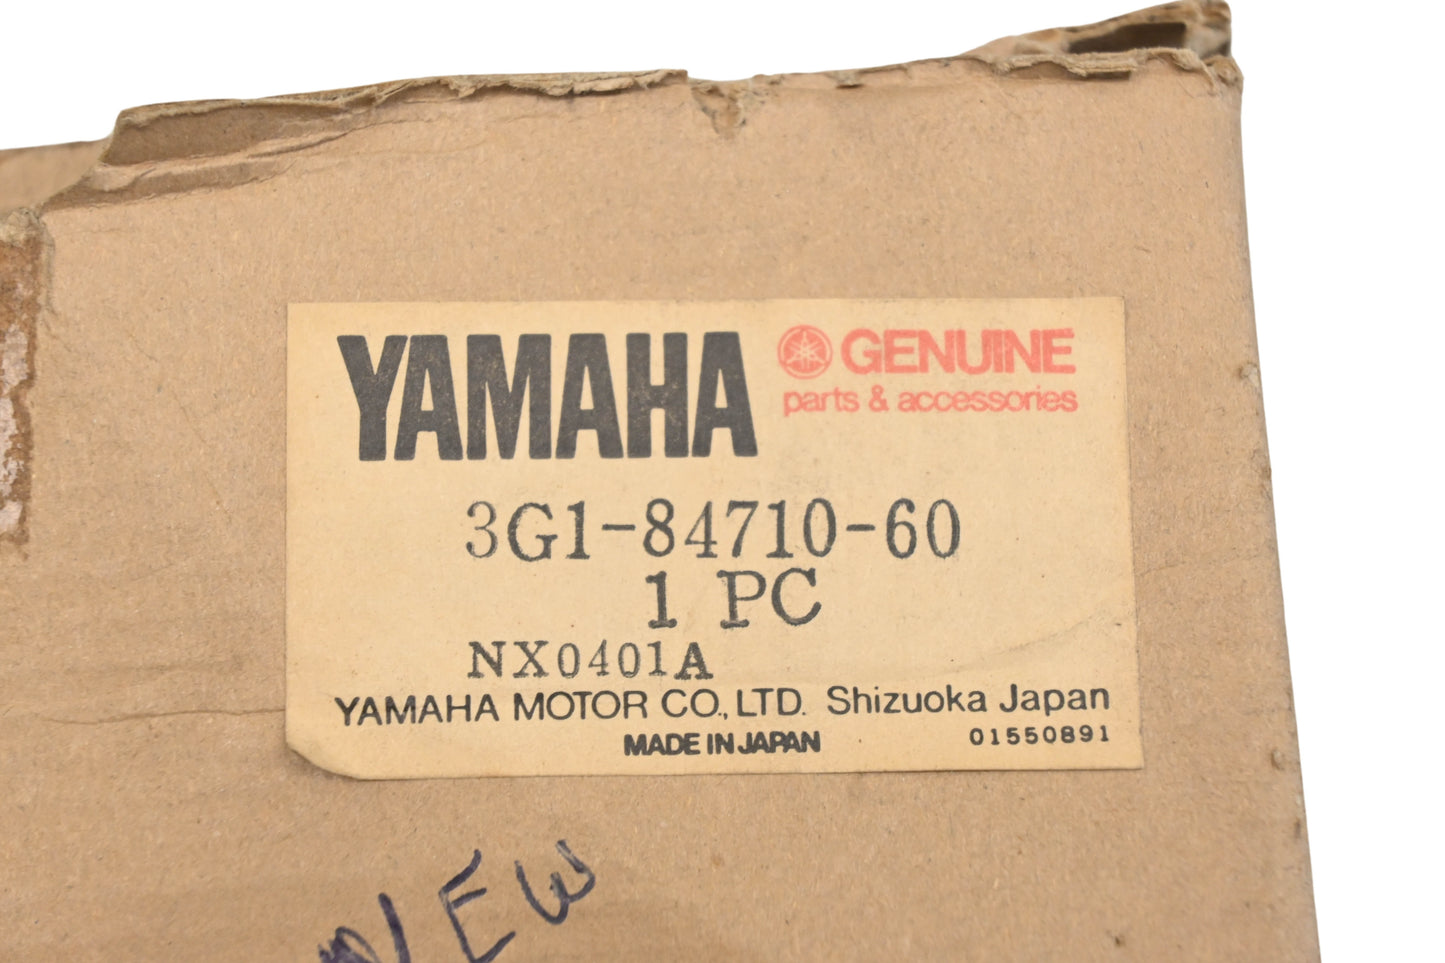 YAMAHA GENUINE
parts & accessories
3G1-84710-60
1 PC
NX0401A
YAMAHA MOTOR CO., LTD. Shizuoka Japan
MADE IN JAPAN 01550891
NEW